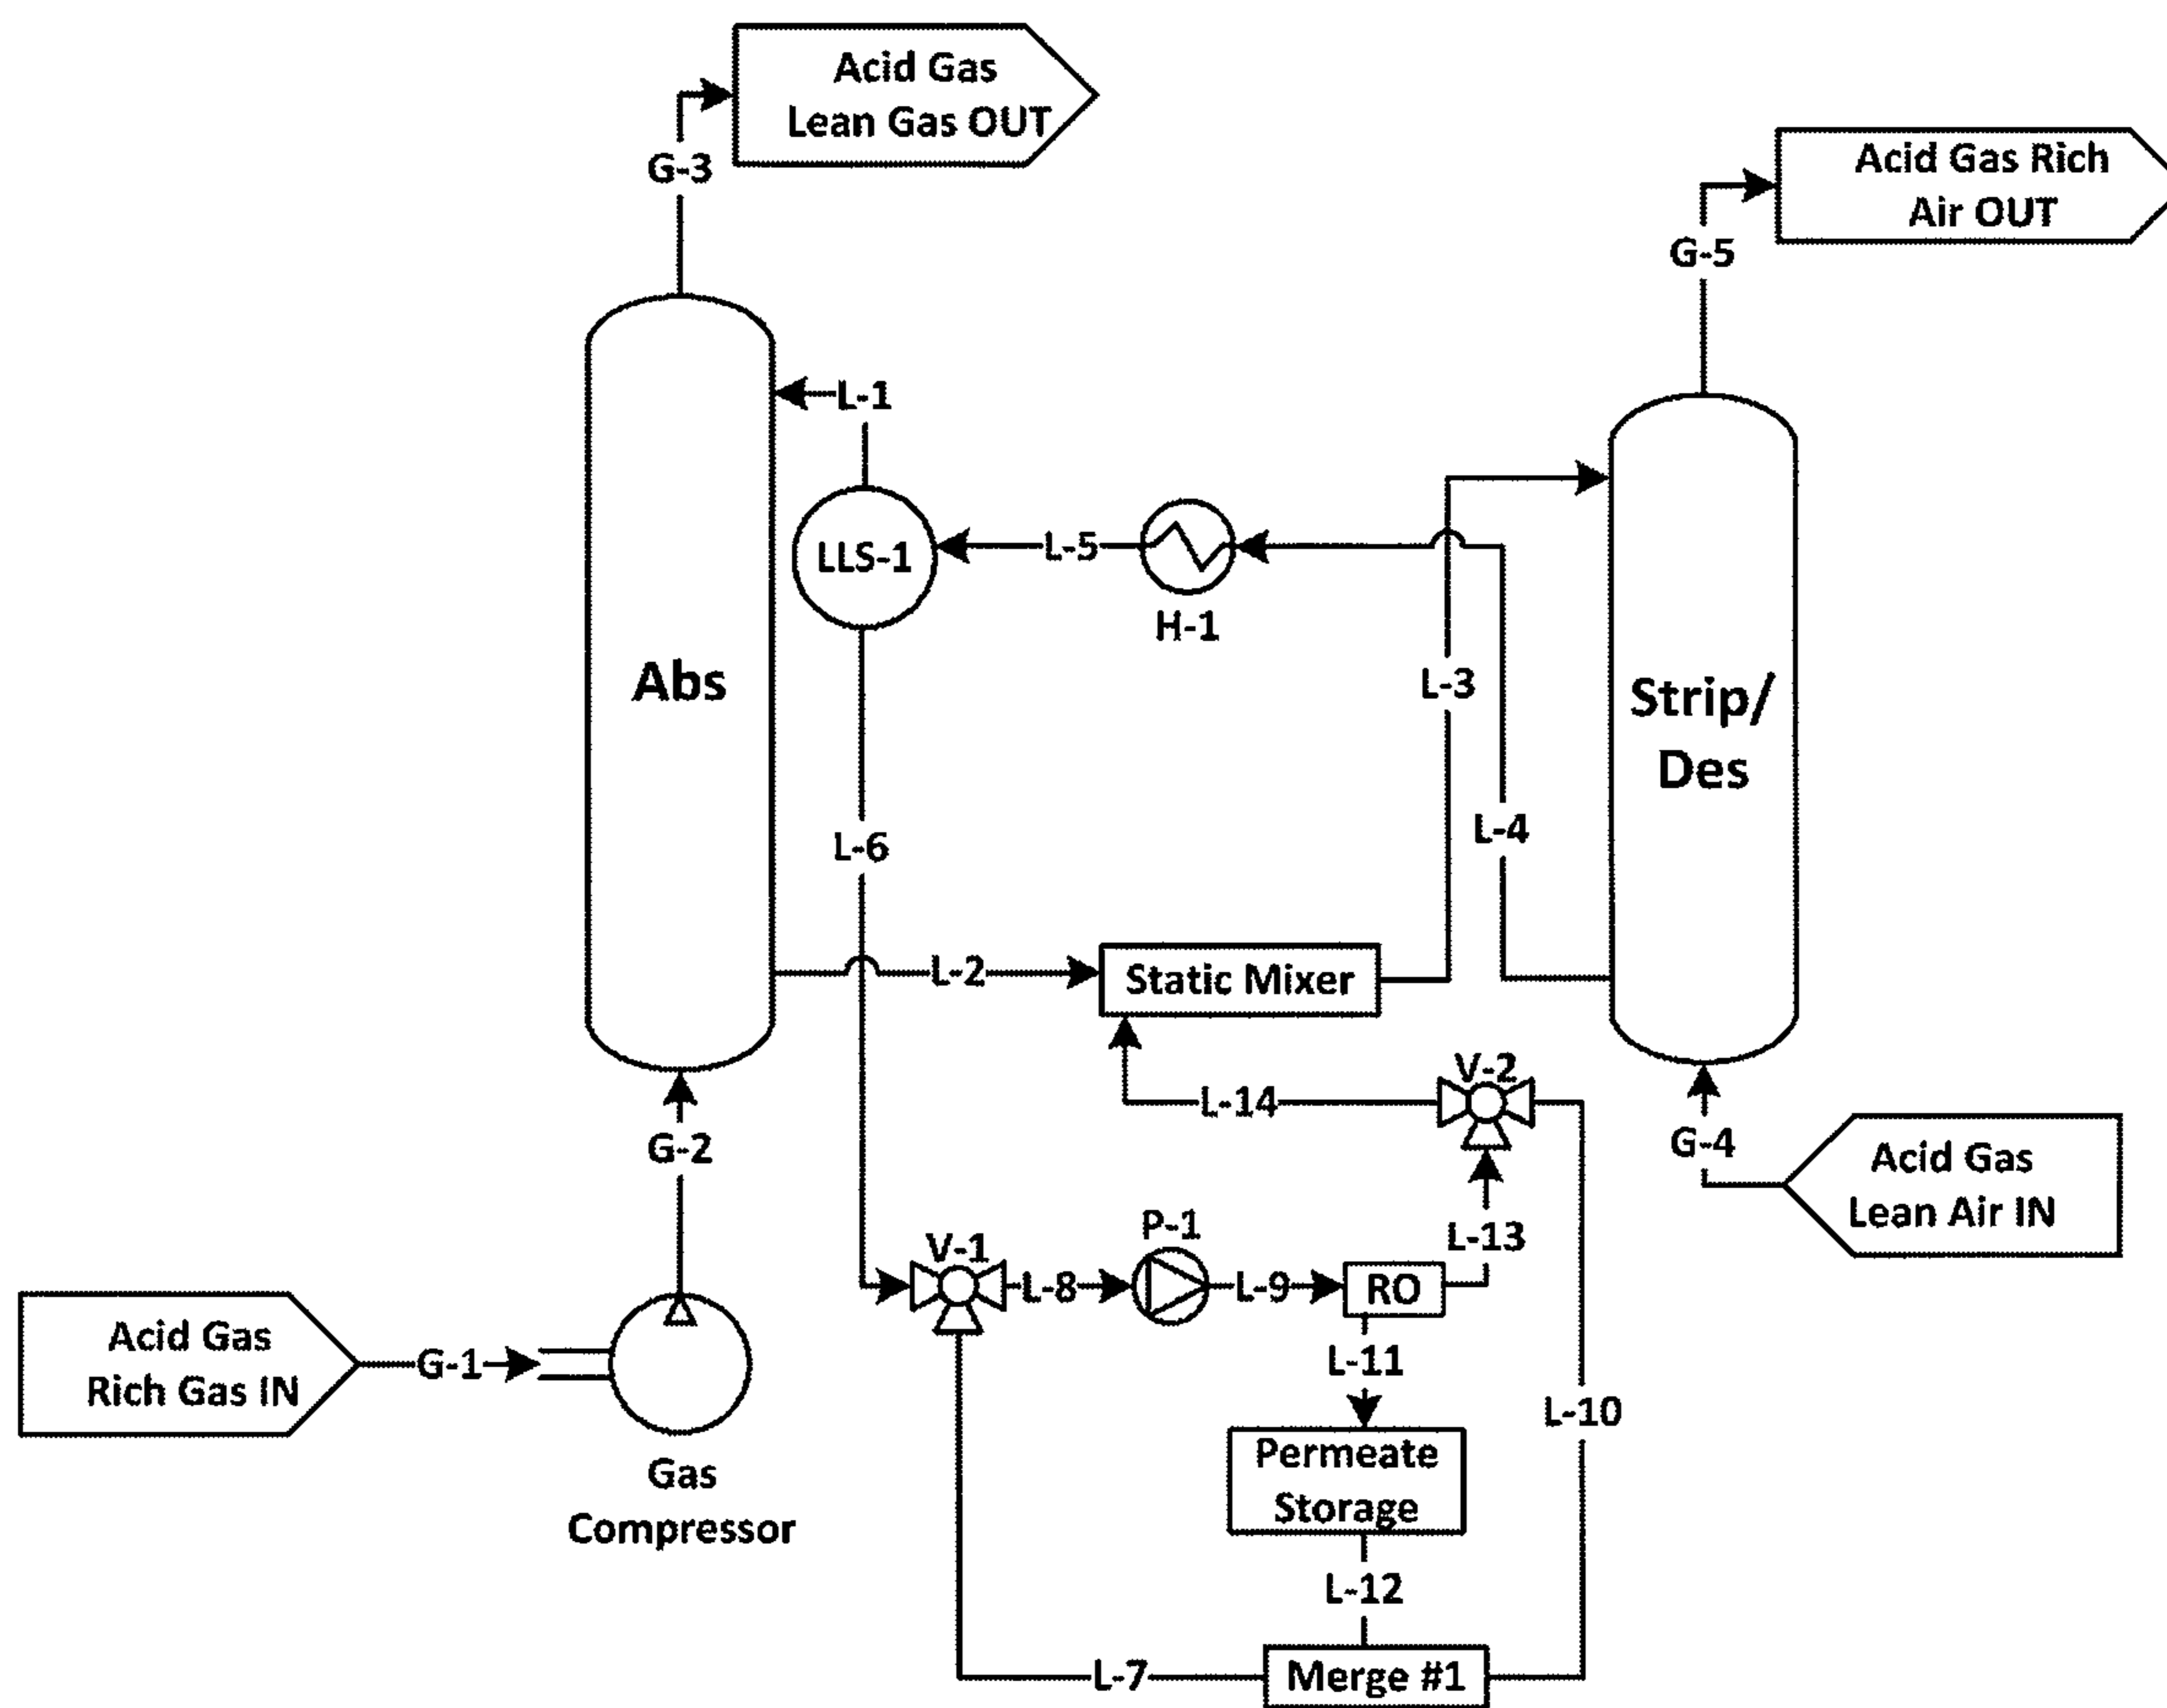 Acid Gas
Lean Gas OUT
G-3
Acid Gas Rich
Air OUT
G-5
L-1
LLS-1
L-5
H-1
Abs
L-3
Strip/
Des
L-4
L-6
L-2
Static Mixer
V-2
L-14
G-2
G-4
Acid Gas
Lean Air IN
P-1
L-13
V-1
L-8
L-9
RO
Acid Gas
Rich Gas IN
G-1
L-11
L-10
Gas
Compressor
Permeate
Storage
L-12
L-7
Merge #1